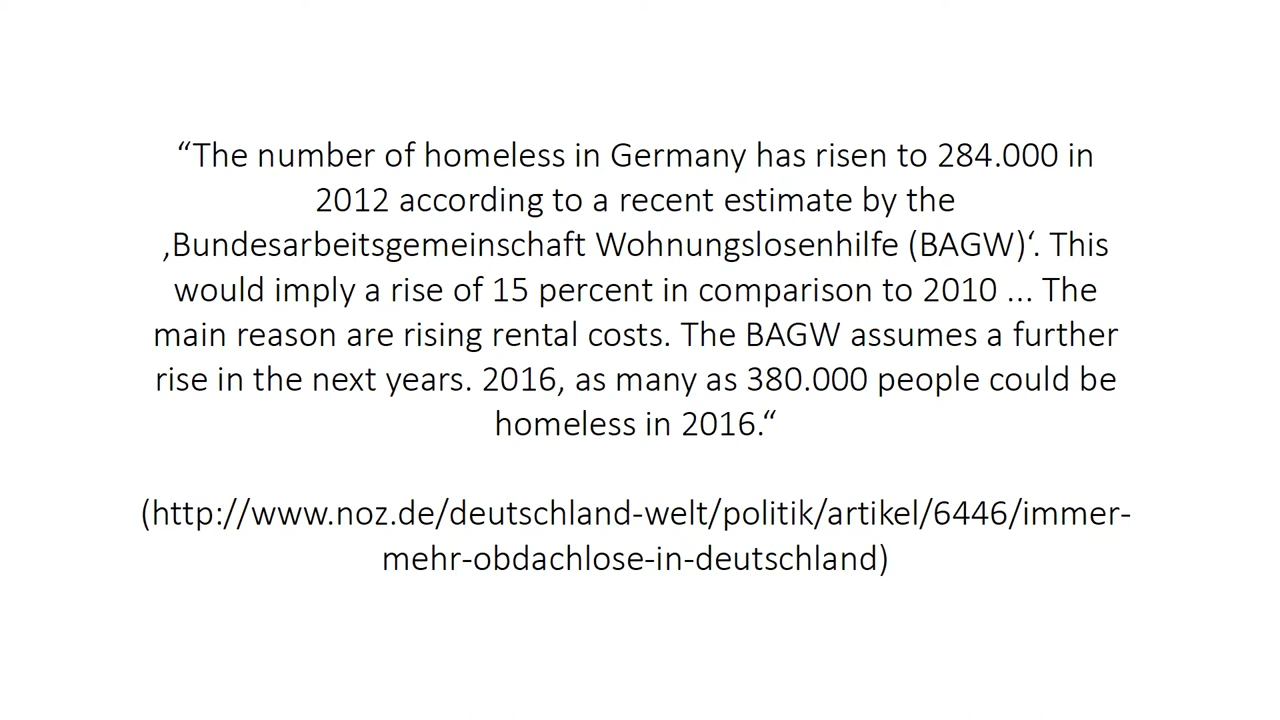 “The number of homeless in Germany has risen to 284.000 in
2012 according to a recent estimate by the
‚Bundesarbeitsgemeinschaft Wohnungslosenhilfe (BAGW)‘. This
would imply a rise of 15 percent in comparison to 2010 ... The
main reason are rising rental costs. The BAGW assumes a further
rise in the next years. 2016, as many as 380.000 people could be
homeless in 2016.“
(http://www.noz.de/deutschland-welt/politik/artikel/6446/immer-
mehr-obdachlose-in-deutschland)